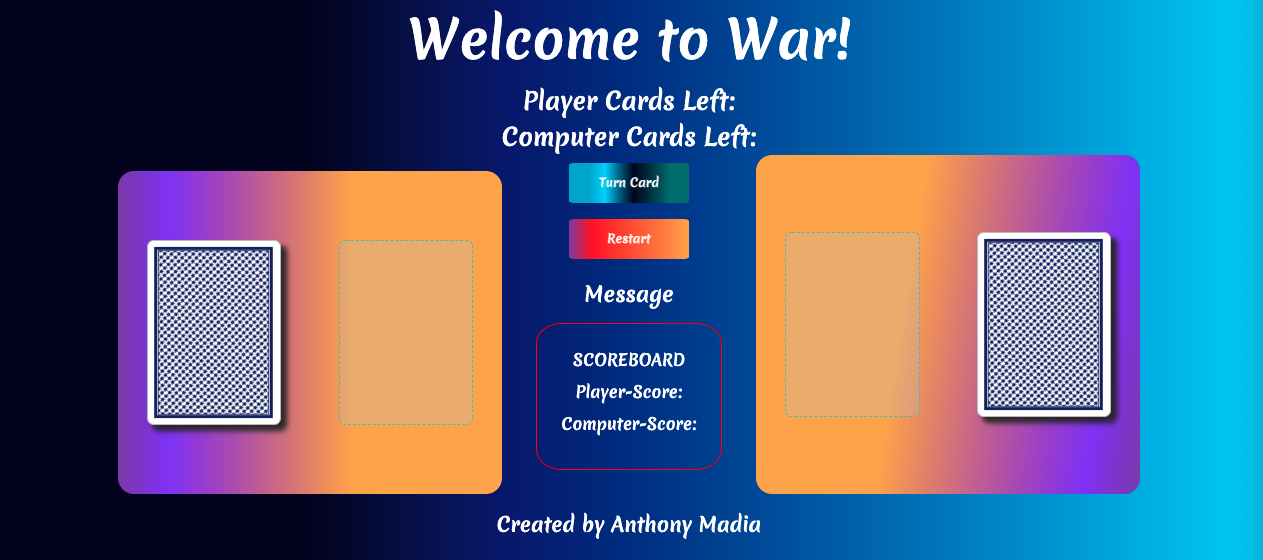 Welcome to War!
Player Cards Left:
Computer Cards Left:
Turn Card
Restart
Message
SCOREBOARD
Player-Score:
Computer-Score:
Created by Anthony Madia